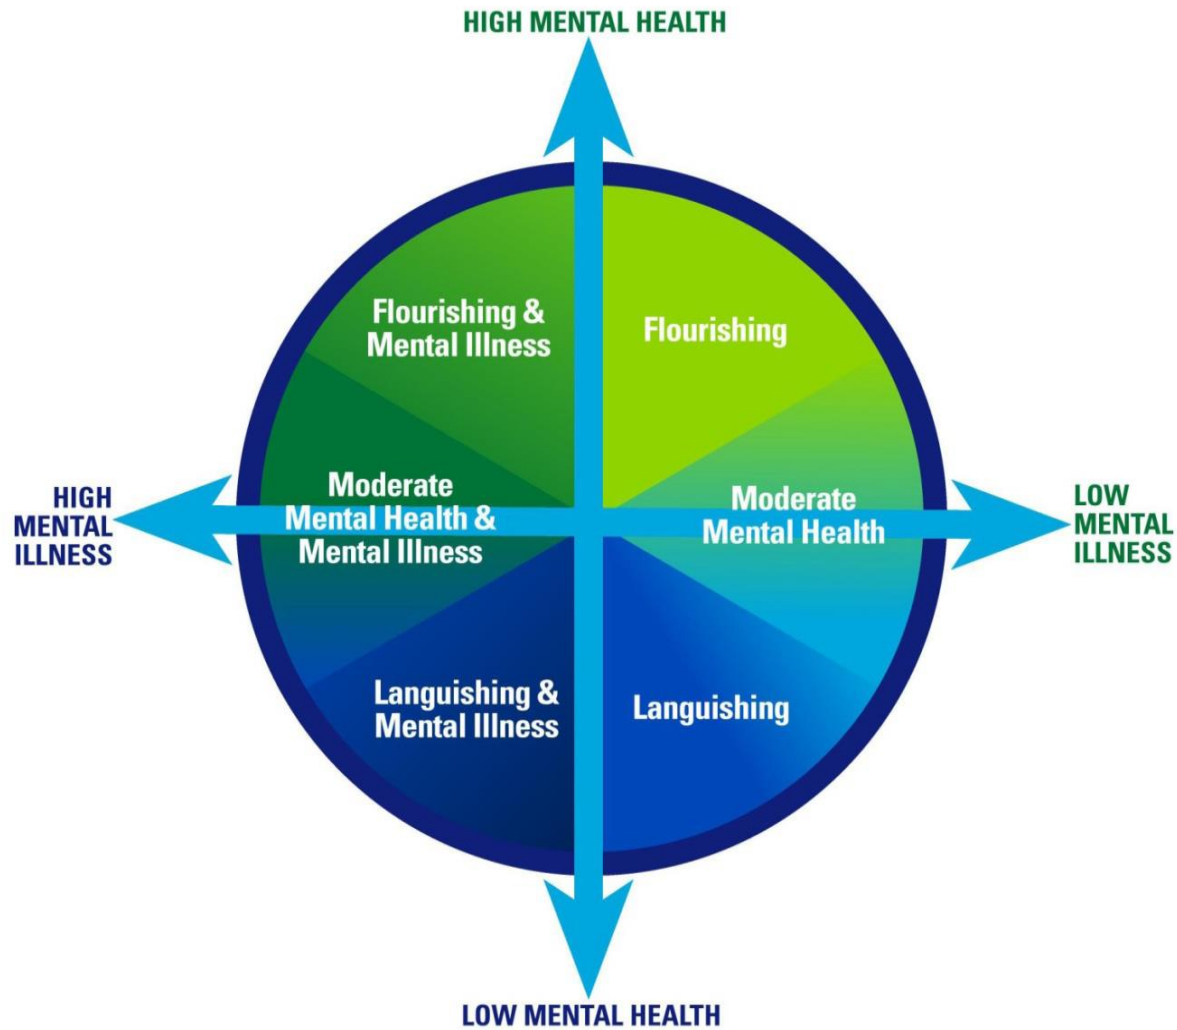 HIGH MENTAL HEALTH
Flourishing &
Mental Illness
Flourishing
HIGH
MENTAL
ILLNESS
Moderate
Mental Health &
Mental Illness
Moderate
Mental Health
LOW
MENTAL
ILLNESS
Languishing &
Mental Illness
Languishing
LOW MENTAL HEALTH